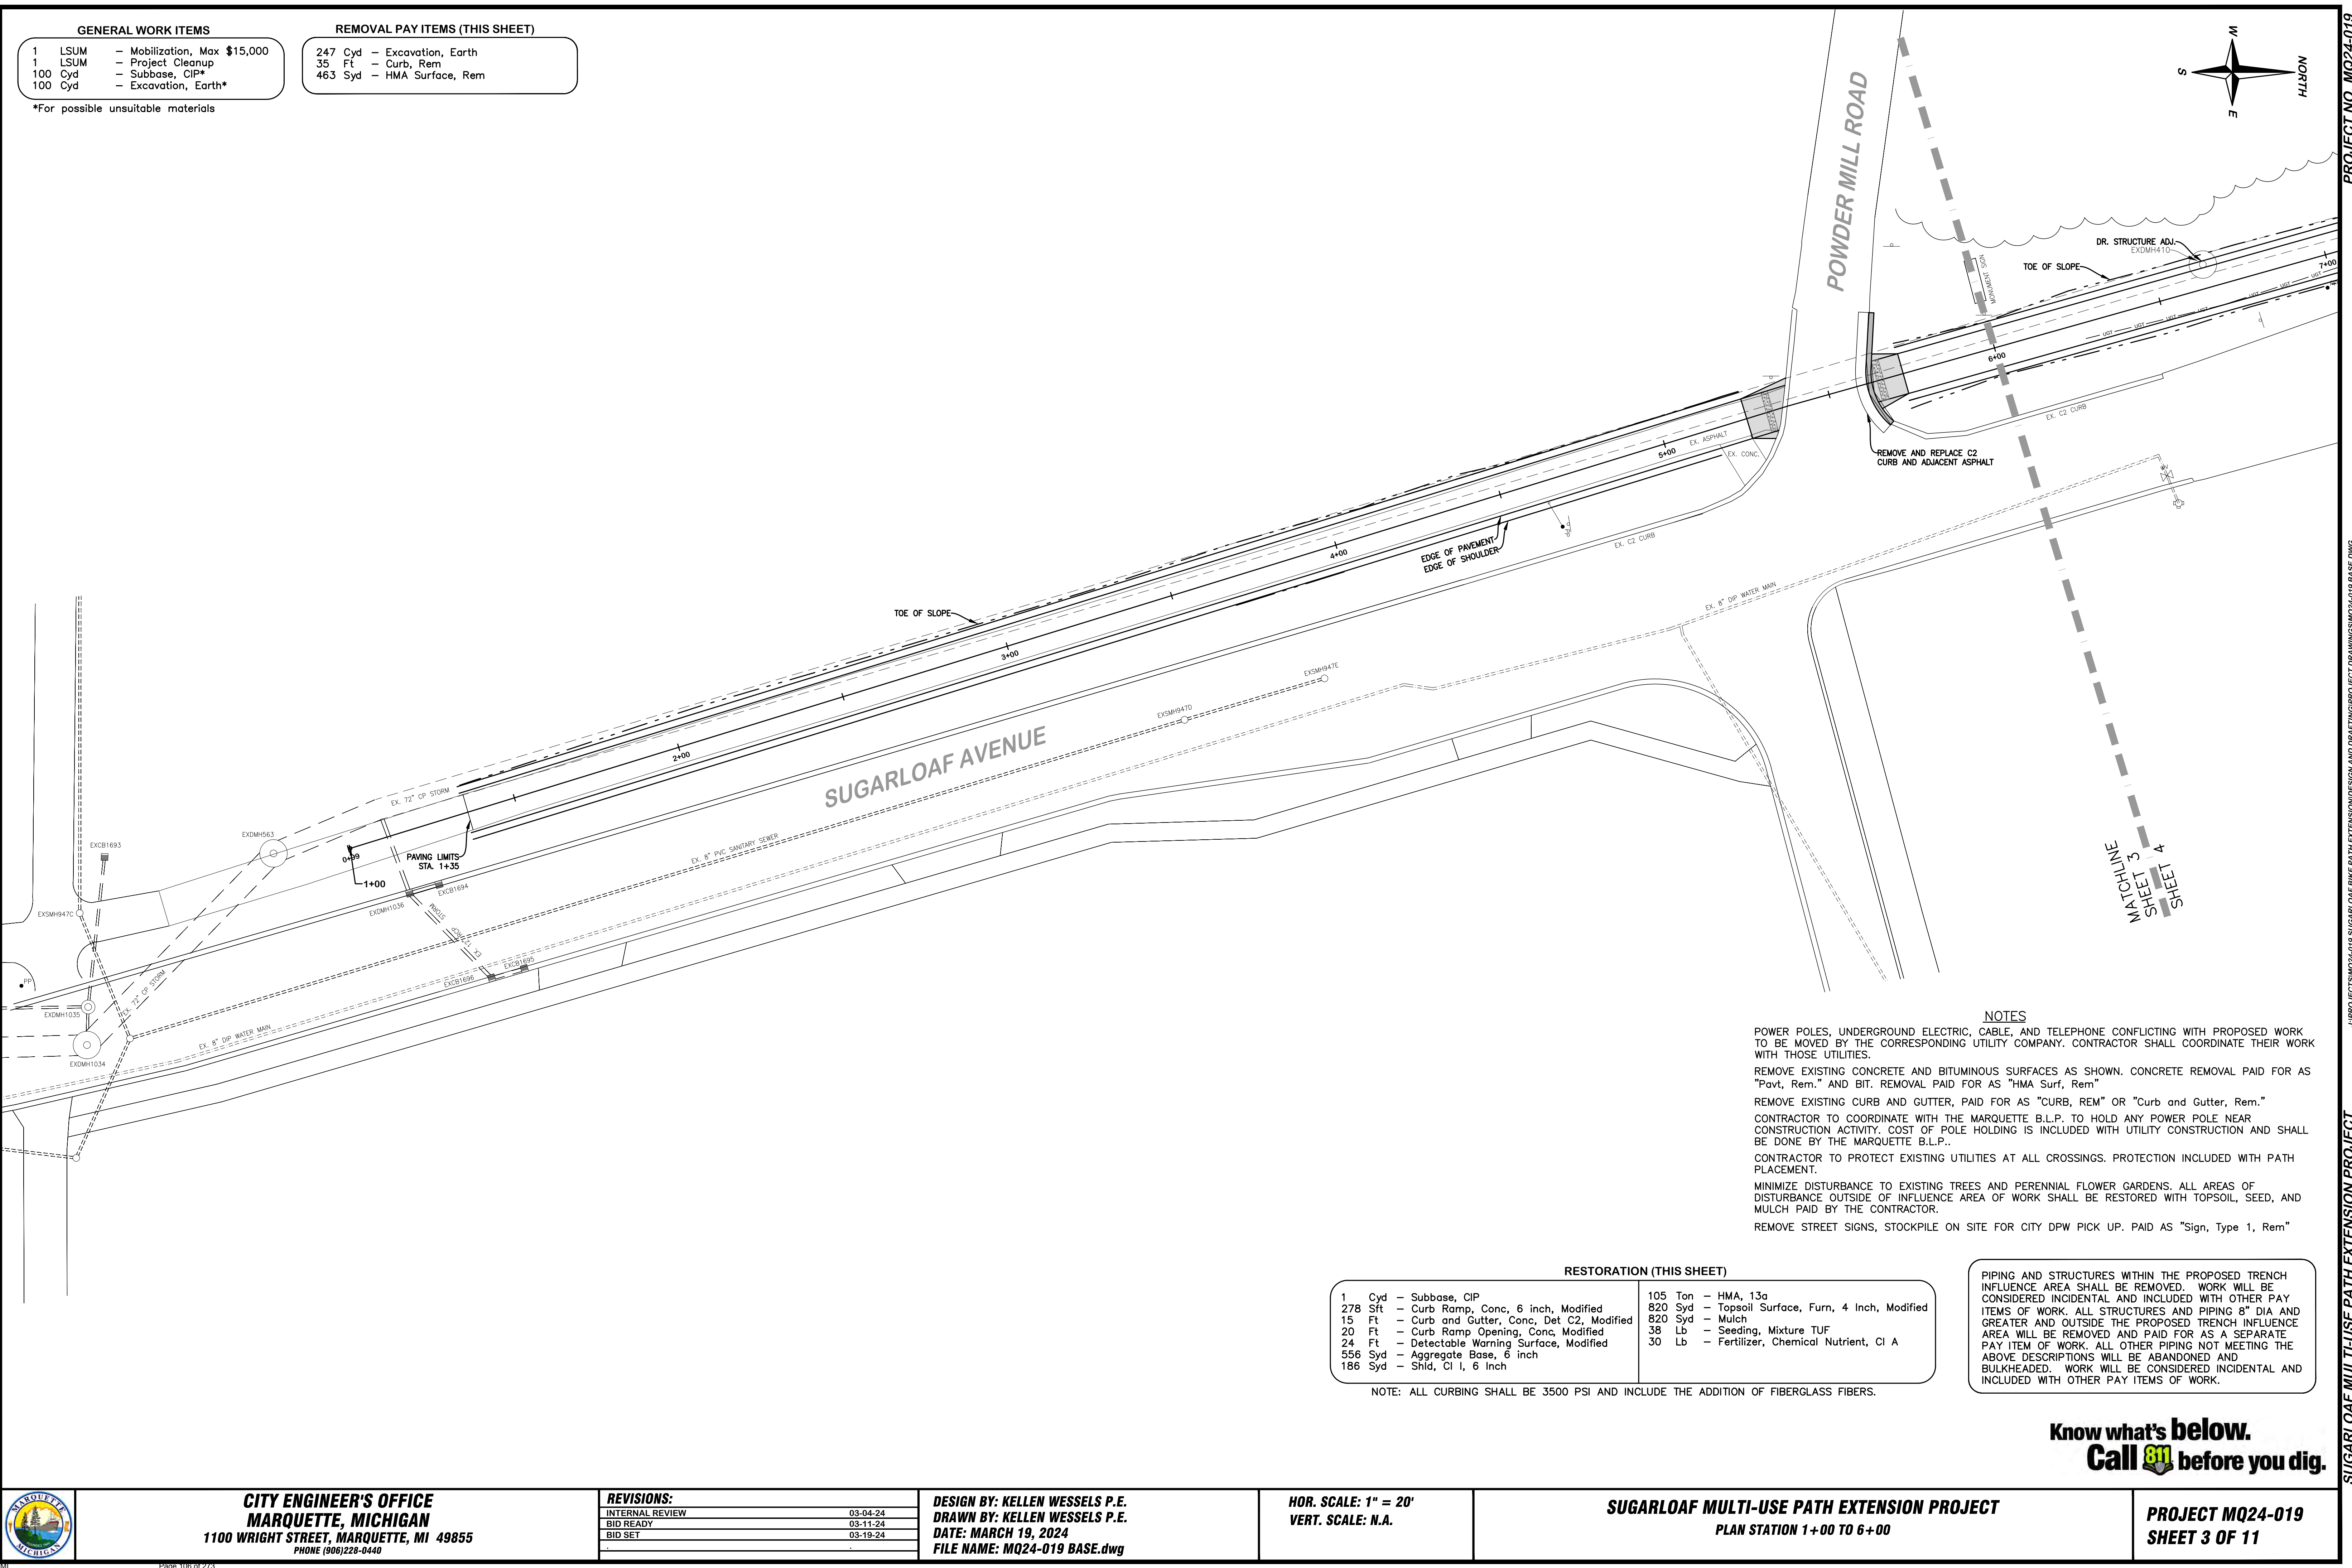 GENERAL WORK ITEMS
1 LSUM – Mobilization, Max $15,000
1 LSUM – Project Cleanup
100 Cyd – Subbase, CIP*
100 Cyd – Excavation, Earth*
*For possible unsuitable materials
REMOVAL PAY ITEMS (THIS SHEET)
247 Cyd – Excavation, Earth
35 Ft – Curb, Rem
463 Syd – HMA Surface, Rem
W
S
E
NORTH
POWDER MILL ROAD
MONUMENT SIGN
DR. STRUCTURE ADJ.
EXDMH410
TOE OF SLOPE
7+00
UGT
UGT
UGT
UGT
UGT
UGT
6+00
EX. C2 CURB
REMOVE AND REPLACE C2
CURB AND ADJACENT ASPHALT
EX. ASPHALT
EX. CONC.
5+00
EDGE OF PAVEMENT
EDGE OF SHOULDER
EX. C2 CURB
4+00
EX. 8" DIP WATER MAIN
TOE OF SLOPE
3+00
EXSMH947E
EXSMH947D
2+00
SUGARLOAF AVENUE
EX. 72" CP STORM
EX. 8" PVC SANITARY SEWER
EXDMH563
EXCB1693
0+99
PAVING LIMITS
STA. 1+35
1+00
EXCB1694
EXDMH1036
EXSMH947C
EX. 12" RCP STORM
EXCB1695
EXCB1696
PP
EX. 72" CP STORM
EXDMH1035
EX. 8" DIP WATER MAIN
EXDMH1034
MATCHLINE
SHEET 3
SHEET 4
NOTES
POWER POLES, UNDERGROUND ELECTRIC, CABLE, AND TELEPHONE CONFLICTING WITH PROPOSED WORK
TO BE MOVED BY THE CORRESPONDING UTILITY COMPANY. CONTRACTOR SHALL COORDINATE THEIR WORK
WITH THOSE UTILITIES.
REMOVE EXISTING CONCRETE AND BITUMINOUS SURFACES AS SHOWN. CONCRETE REMOVAL PAID FOR AS
"Pavt, Rem." AND BIT. REMOVAL PAID FOR AS "HMA Surf, Rem"
REMOVE EXISTING CURB AND GUTTER, PAID FOR AS "CURB, REM" OR "Curb and Gutter, Rem."
CONTRACTOR TO COORDINATE WITH THE MARQUETTE B.L.P. TO HOLD ANY POWER POLE NEAR
CONSTRUCTION ACTIVITY. COST OF POLE HOLDING IS INCLUDED WITH UTILITY CONSTRUCTION AND SHALL
BE DONE BY THE MARQUETTE B.L.P..
CONTRACTOR TO PROTECT EXISTING UTILITIES AT ALL CROSSINGS. PROTECTION INCLUDED WITH PATH
PLACEMENT.
MINIMIZE DISTURBANCE TO EXISTING TREES AND PERENNIAL FLOWER GARDENS. ALL AREAS OF
DISTURBANCE OUTSIDE OF INFLUENCE AREA OF WORK SHALL BE RESTORED WITH TOPSOIL, SEED, AND
MULCH PAID BY THE CONTRACTOR.
REMOVE STREET SIGNS, STOCKPILE ON SITE FOR CITY DPW PICK UP. PAID AS "Sign, Type 1, Rem"
RESTORATION (THIS SHEET)
1 Cyd – Subbase, CIP
278 Sft – Curb Ramp, Conc, 6 inch, Modified
15 Ft – Curb and Gutter, Conc, Det C2, Modified
20 Ft – Curb Ramp Opening, Conc, Modified
24 Ft – Detectable Warning Surface, Modified
556 Syd – Aggregate Base, 6 inch
186 Syd – Shld, Cl I, 6 Inch
105 Ton – HMA, 13a
820 Syd – Topsoil Surface, Furn, 4 Inch, Modified
820 Syd – Mulch
38 Lb – Seeding, Mixture TUF
30 Lb – Fertilizer, Chemical Nutrient, Cl A
NOTE: ALL CURBING SHALL BE 3500 PSI AND INCLUDE THE ADDITION OF FIBERGLASS FIBERS.
PIPING AND STRUCTURES WITHIN THE PROPOSED TRENCH
INFLUENCE AREA SHALL BE REMOVED. WORK WILL BE
CONSIDERED INCIDENTAL AND INCLUDED WITH OTHER PAY
ITEMS OF WORK. ALL STRUCTURES AND PIPING 8" DIA AND
GREATER AND OUTSIDE THE PROPOSED TRENCH INFLUENCE
AREA WILL BE REMOVED AND PAID FOR AS A SEPARATE
PAY ITEM OF WORK. ALL OTHER PIPING NOT MEETING THE
ABOVE DESCRIPTIONS WILL BE ABANDONED AND
BULKHEADED. WORK WILL BE CONSIDERED INCIDENTAL AND
INCLUDED WITH OTHER PAY ITEMS OF WORK.
Know what's below.
Call 811 before you dig.
MARQUETTE
MICHIGAN
CITY ENGINEER'S OFFICE
MARQUETTE, MICHIGAN
1100 WRIGHT STREET, MARQUETTE, MI 49855
PHONE (906)228-0440
REVISIONS:
INTERNAL REVIEW 03-04-24
BID READY 03-11-24
BID SET 03-19-24
DESIGN BY: KELLEN WESSELS P.E.
DRAWN BY: KELLEN WESSELS P.E.
DATE: MARCH 19, 2024
FILE NAME: MQ24-019 BASE.dwg
HOR. SCALE: 1" = 20'
VERT. SCALE: N.A.
SUGARLOAF MULTI-USE PATH EXTENSION PROJECT
PLAN STATION 1+00 TO 6+00
PROJECT MQ24-019
SHEET 3 OF 11
PROJECT NO. MQ24-019
SUGARLOAF MULTI-USE PATH EXTENSION PROJECT
Page 106 of 273